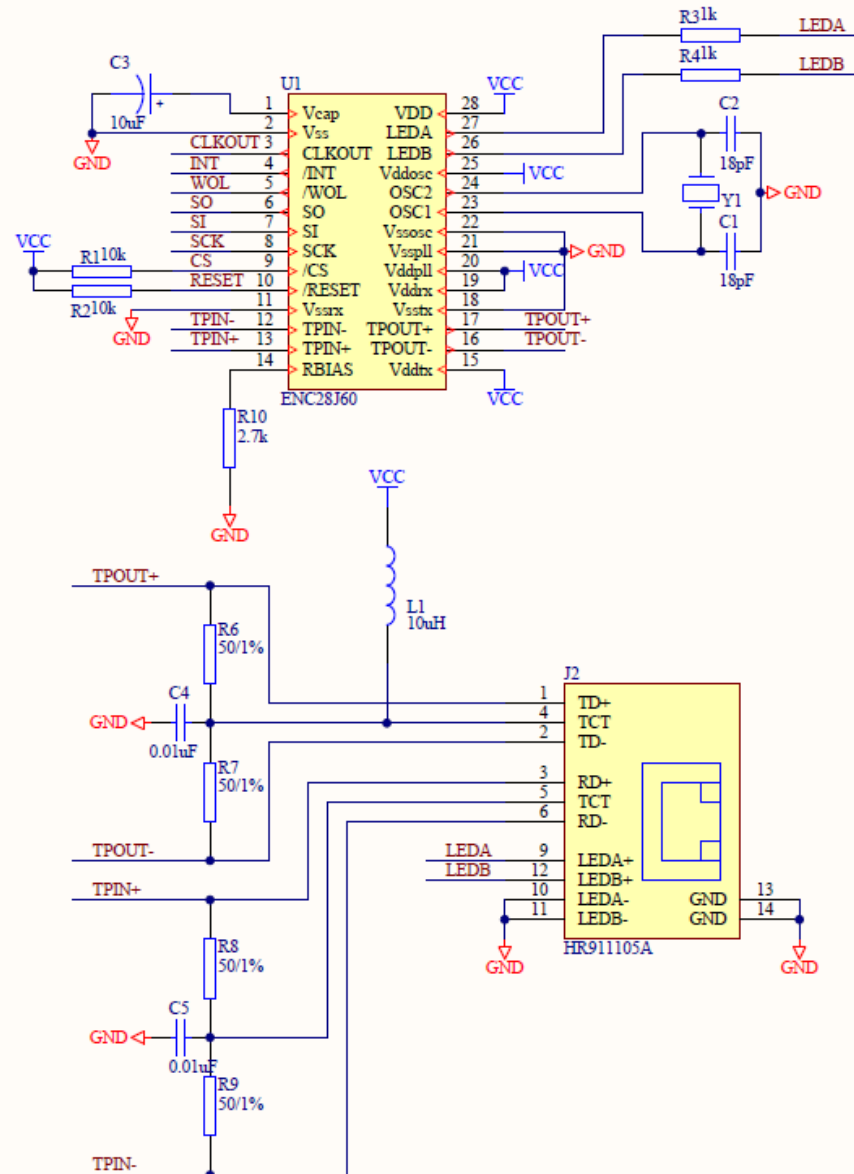 R3 1k
LEDA
R4 1k
LEDB
C3
10uF
GND
U1
VCC
C2
18pF
Y1
GND
C1
18pF
1 Vcap VDD 28
2 Vss LEDA 27
CLKOUT 3 CLKOUT LEDB 26
INT 4 /INT Vddosc 25 VCC
WOL 5 /WOL OSC2 24
SO 6 SO OSC1 23
SI 7 SI Vssosc 22
SCK 8 SCK Vsspll 21 GND
CS 9 /CS Vddpll 20 VCC
RESET 10 /RESET Vddrx 19
11 Vssrx Vsstx 18
TPIN- 12 TPIN- TPOUT+ 17 TPOUT+
TPIN+ 13 TPIN+ TPOUT- 16 TPOUT-
14 RBIAS Vddtx 15
VCC
R1 10k
R2 10k
GND
ENC28J60
VCC
R10
2.7k
GND
VCC
L1
10uH
TPOUT+
R6
50/1%
C4
GND
0.01uF
R7
50/1%
TPOUT-
J2
1 TD+
4 TCT
2 TD-
3 RD+
5 TCT
6 RD-
LEDA 9 LEDA+
LEDB 12 LEDB+
10 LEDA- GND 13
11 LEDB- GND 14
HR911105A
GND
GND
TPIN+
R8
50/1%
C5
GND
0.01uF
R9
50/1%
TPIN-